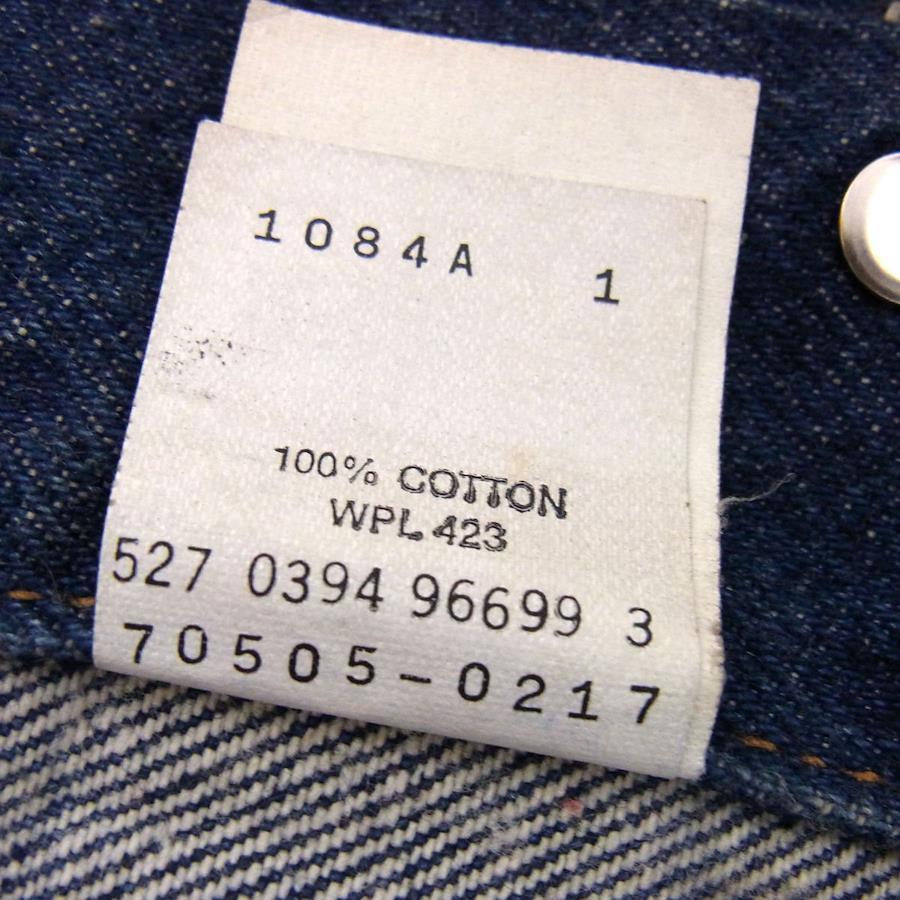 1084A 1
100% COTTON
WPL 423
527 0394 96699 3
70505-0217